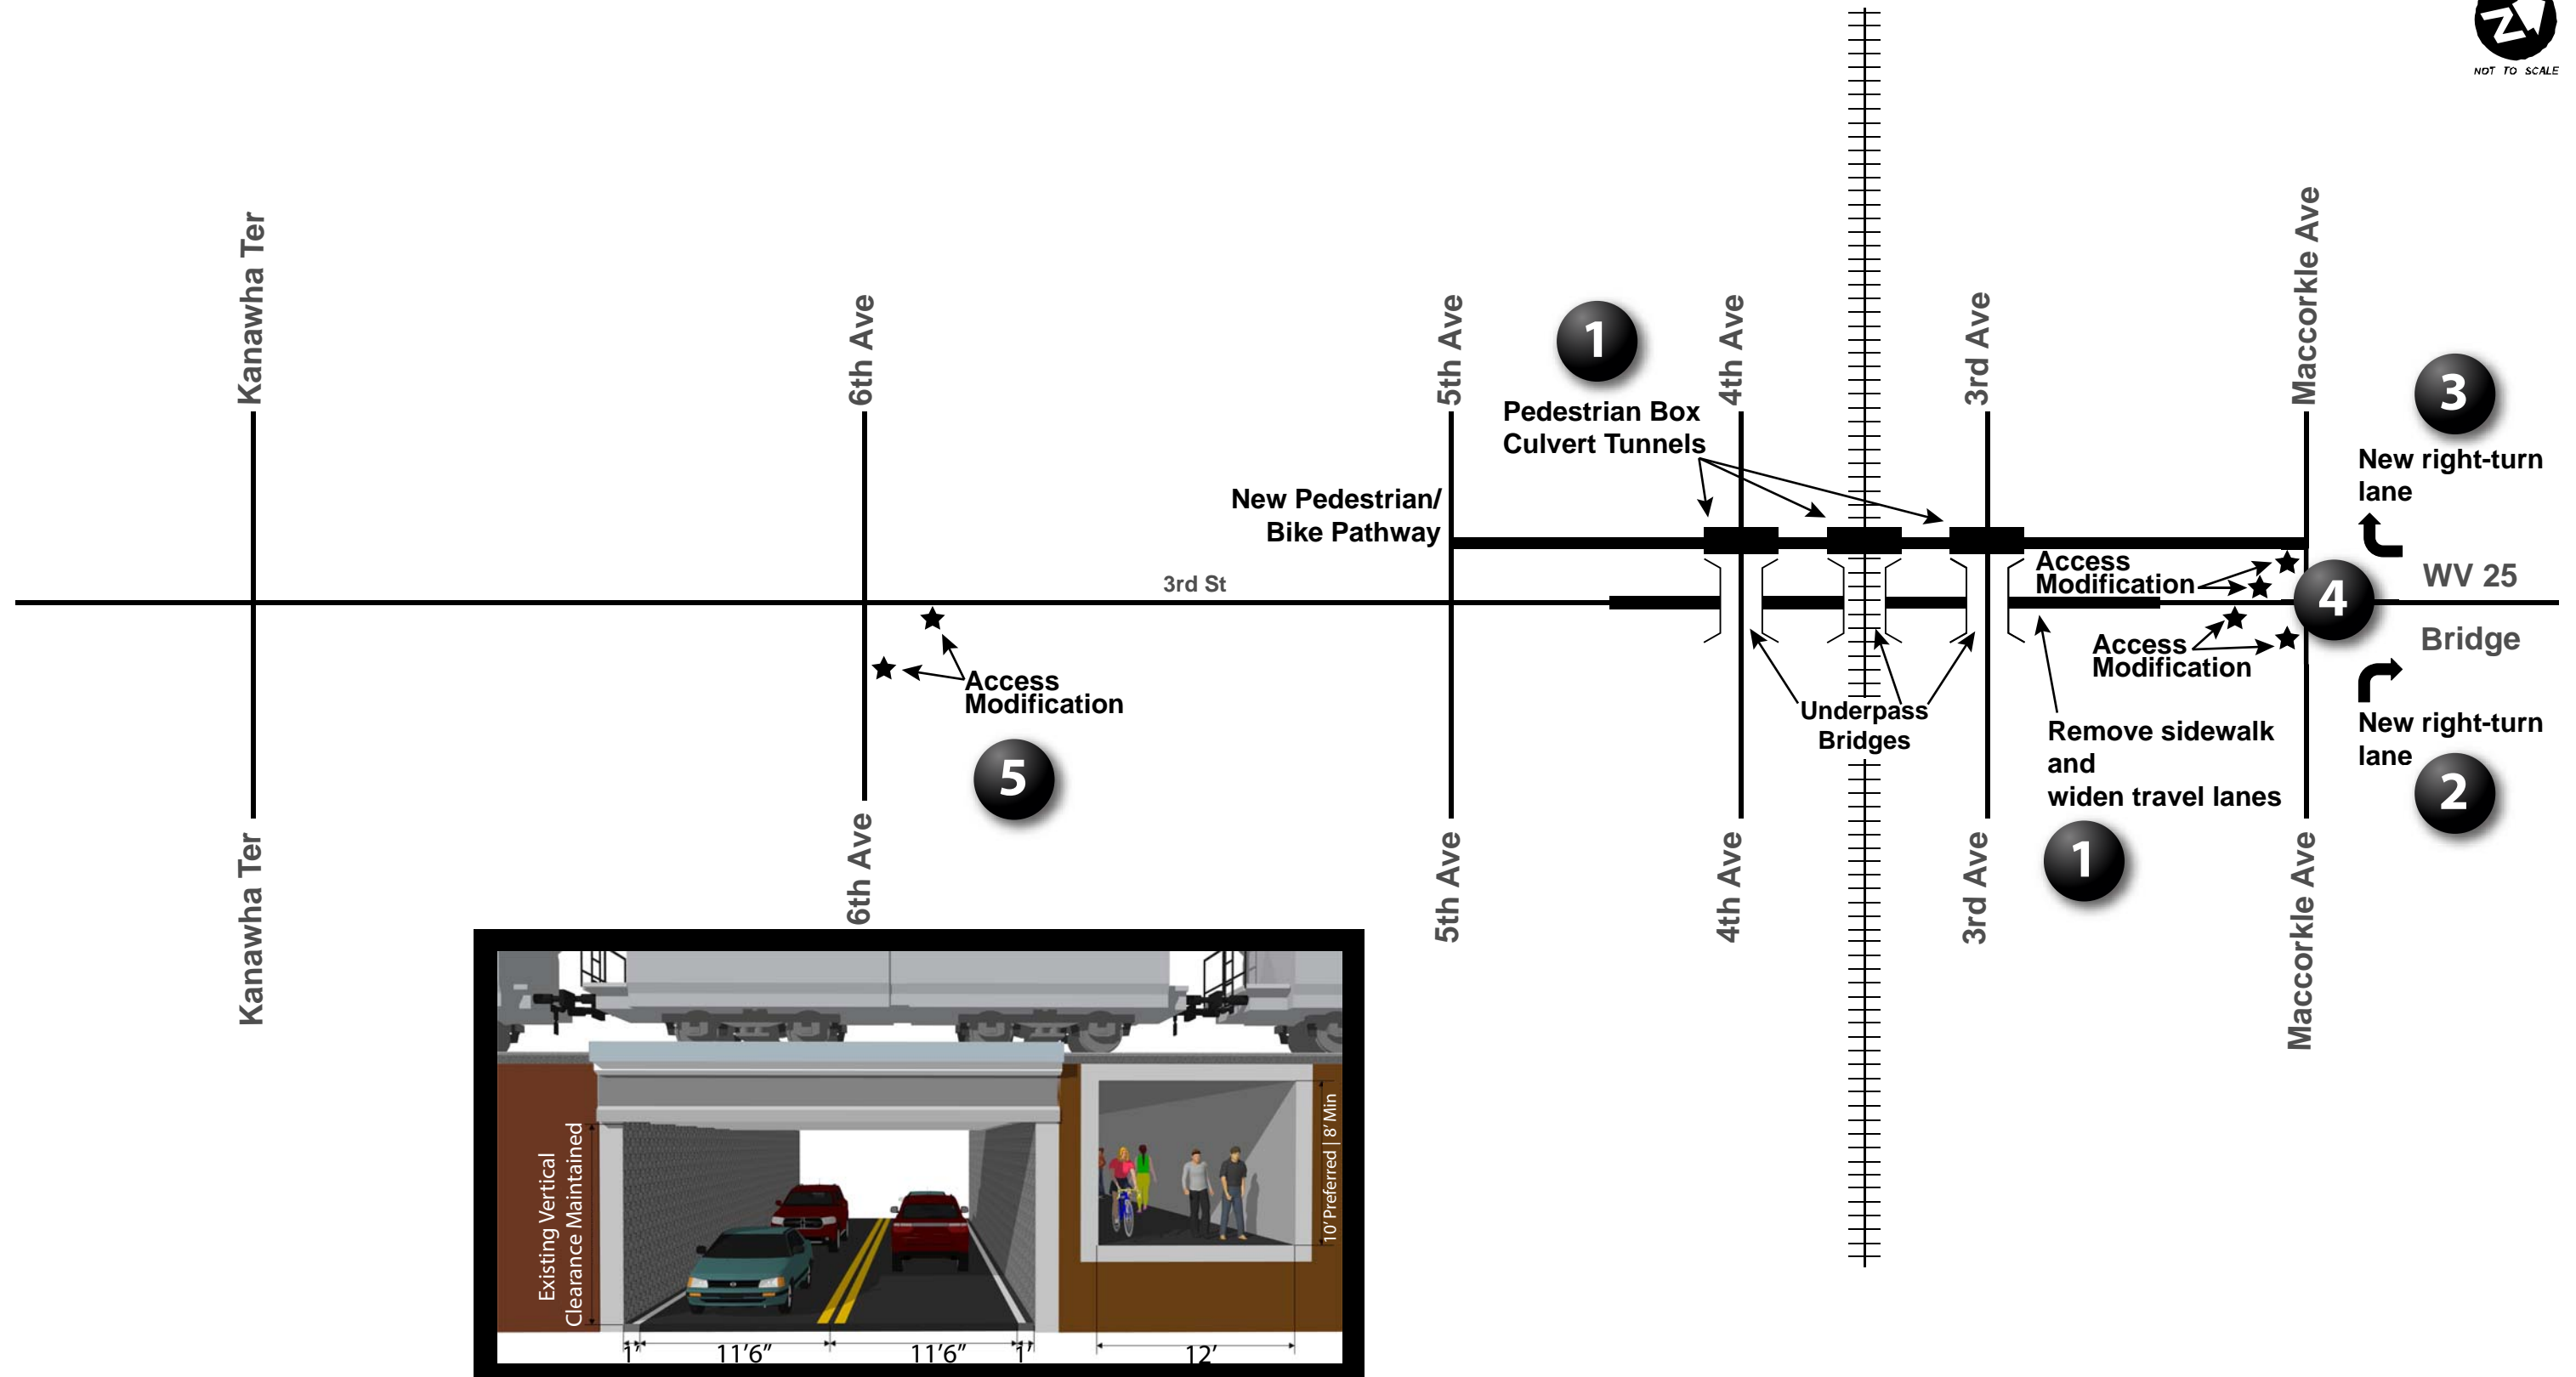 NOT TO SCALE
Kanawha Ter
6th Ave
5th Ave
4th Ave
3rd Ave
Maccorkle Ave
1
Pedestrian Box
Culvert Tunnels
3
New right-turn
lane
New Pedestrian/
Bike Pathway
3rd St
Access
Modification
4
WV 25
Bridge
Access
Modification
Access
Modification
5
Underpass
Bridges
Remove sidewalk
and
widen travel lanes
1
New right-turn
lane
2
Kanawha Ter
6th Ave
5th Ave
4th Ave
3rd Ave
Maccorkle Ave
Existing Vertical
Clearance Maintained
10' Preferred | 8' Min
1'
11'6"
11'6"
1'
12'